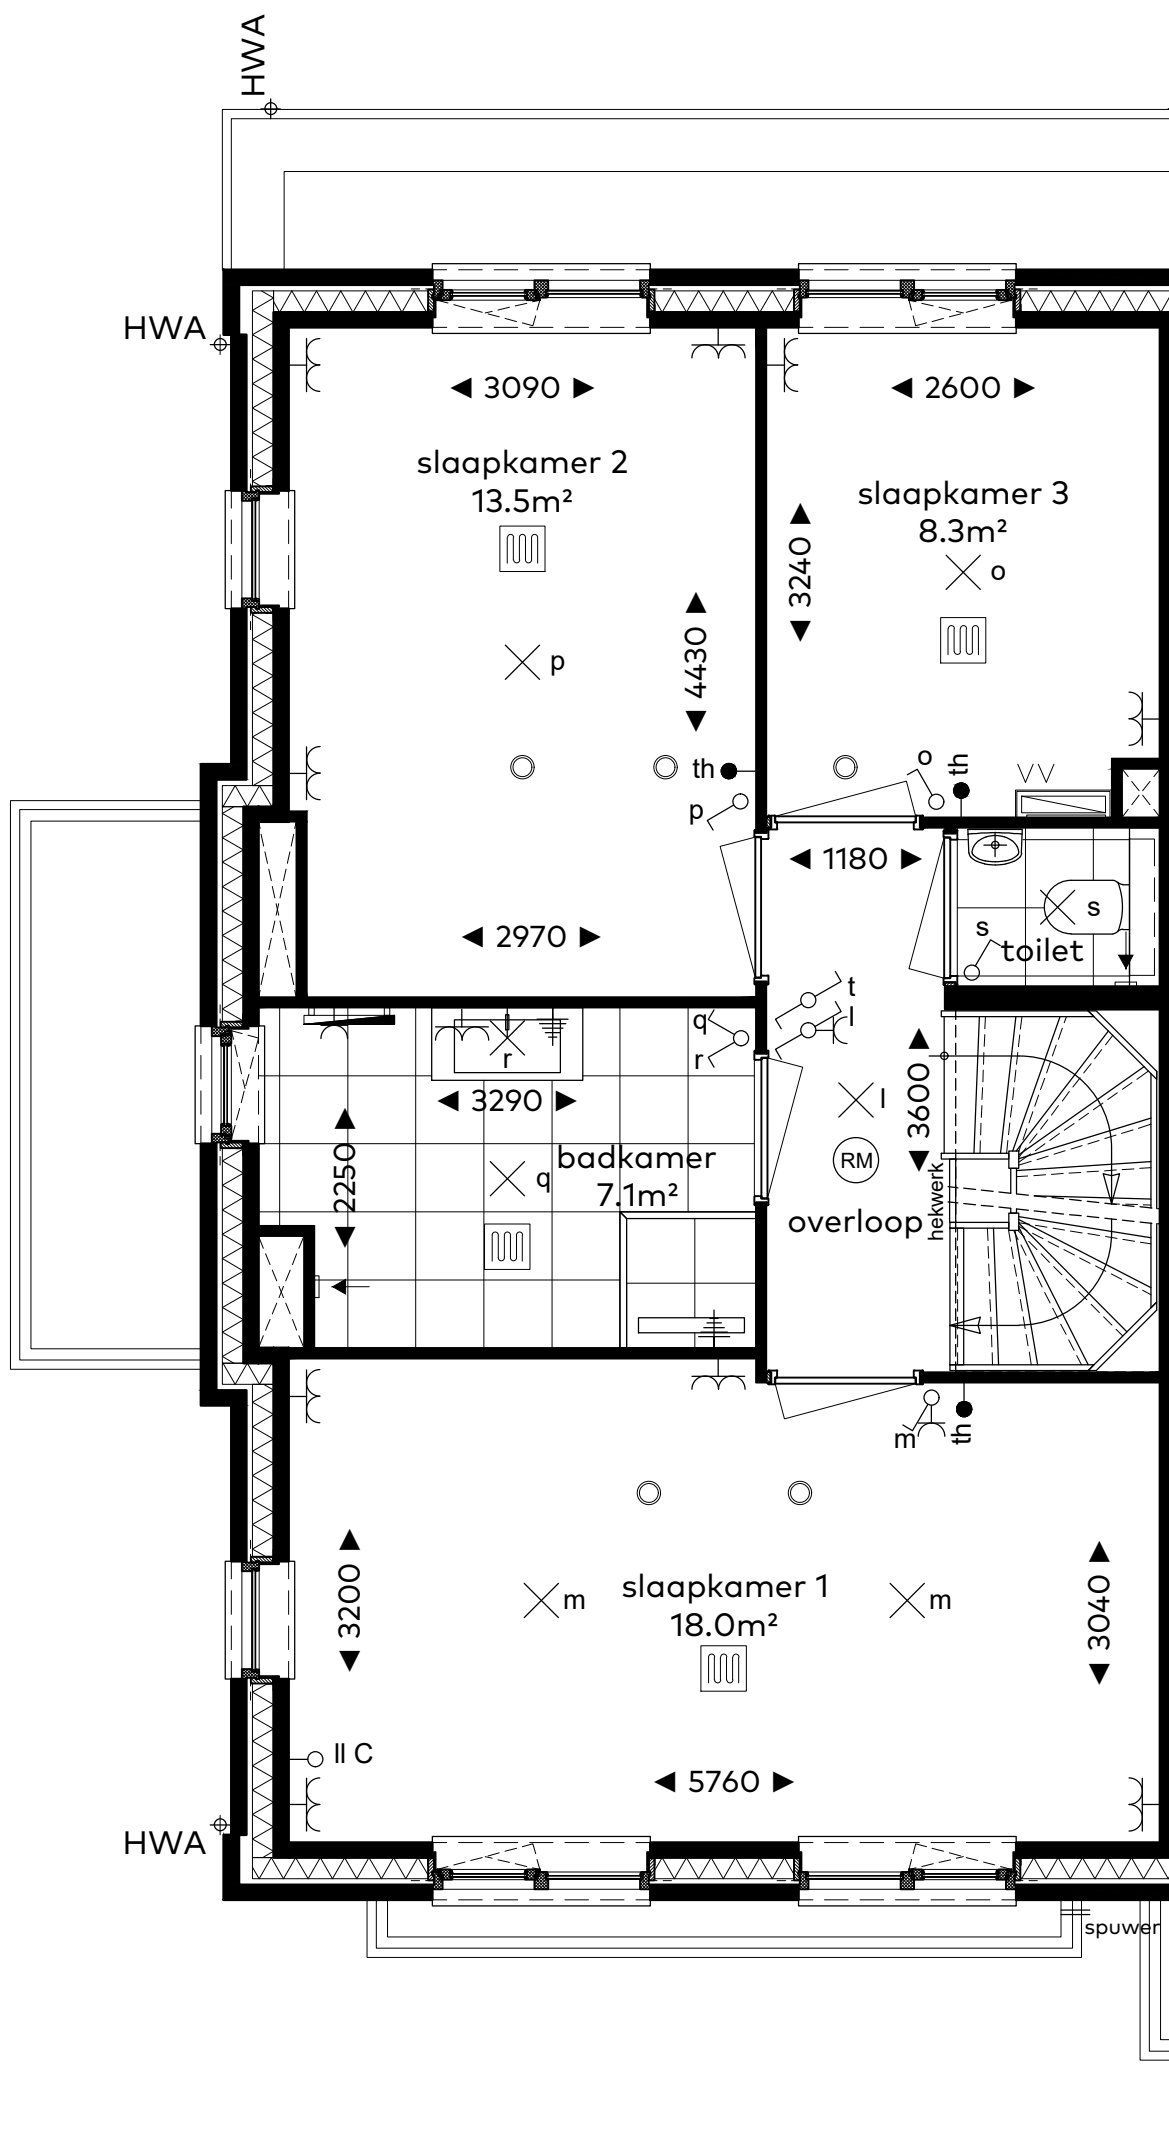 HWA
HWA
3090
2600
slaapkamer 2
13.5m²
slaapkamer 3
8.3m²
3240
o
4430
p
th
p
o
th
1180
2970
s
s
toilet
t
l
q
r
r
3290
3600
l
2250
badkamer
7.1m²
q
RM
hekwerk
overloop
m
th
3200
slaapkamer 1
18.0m²
m
m
3040
II C
5760
HWA
spuwer